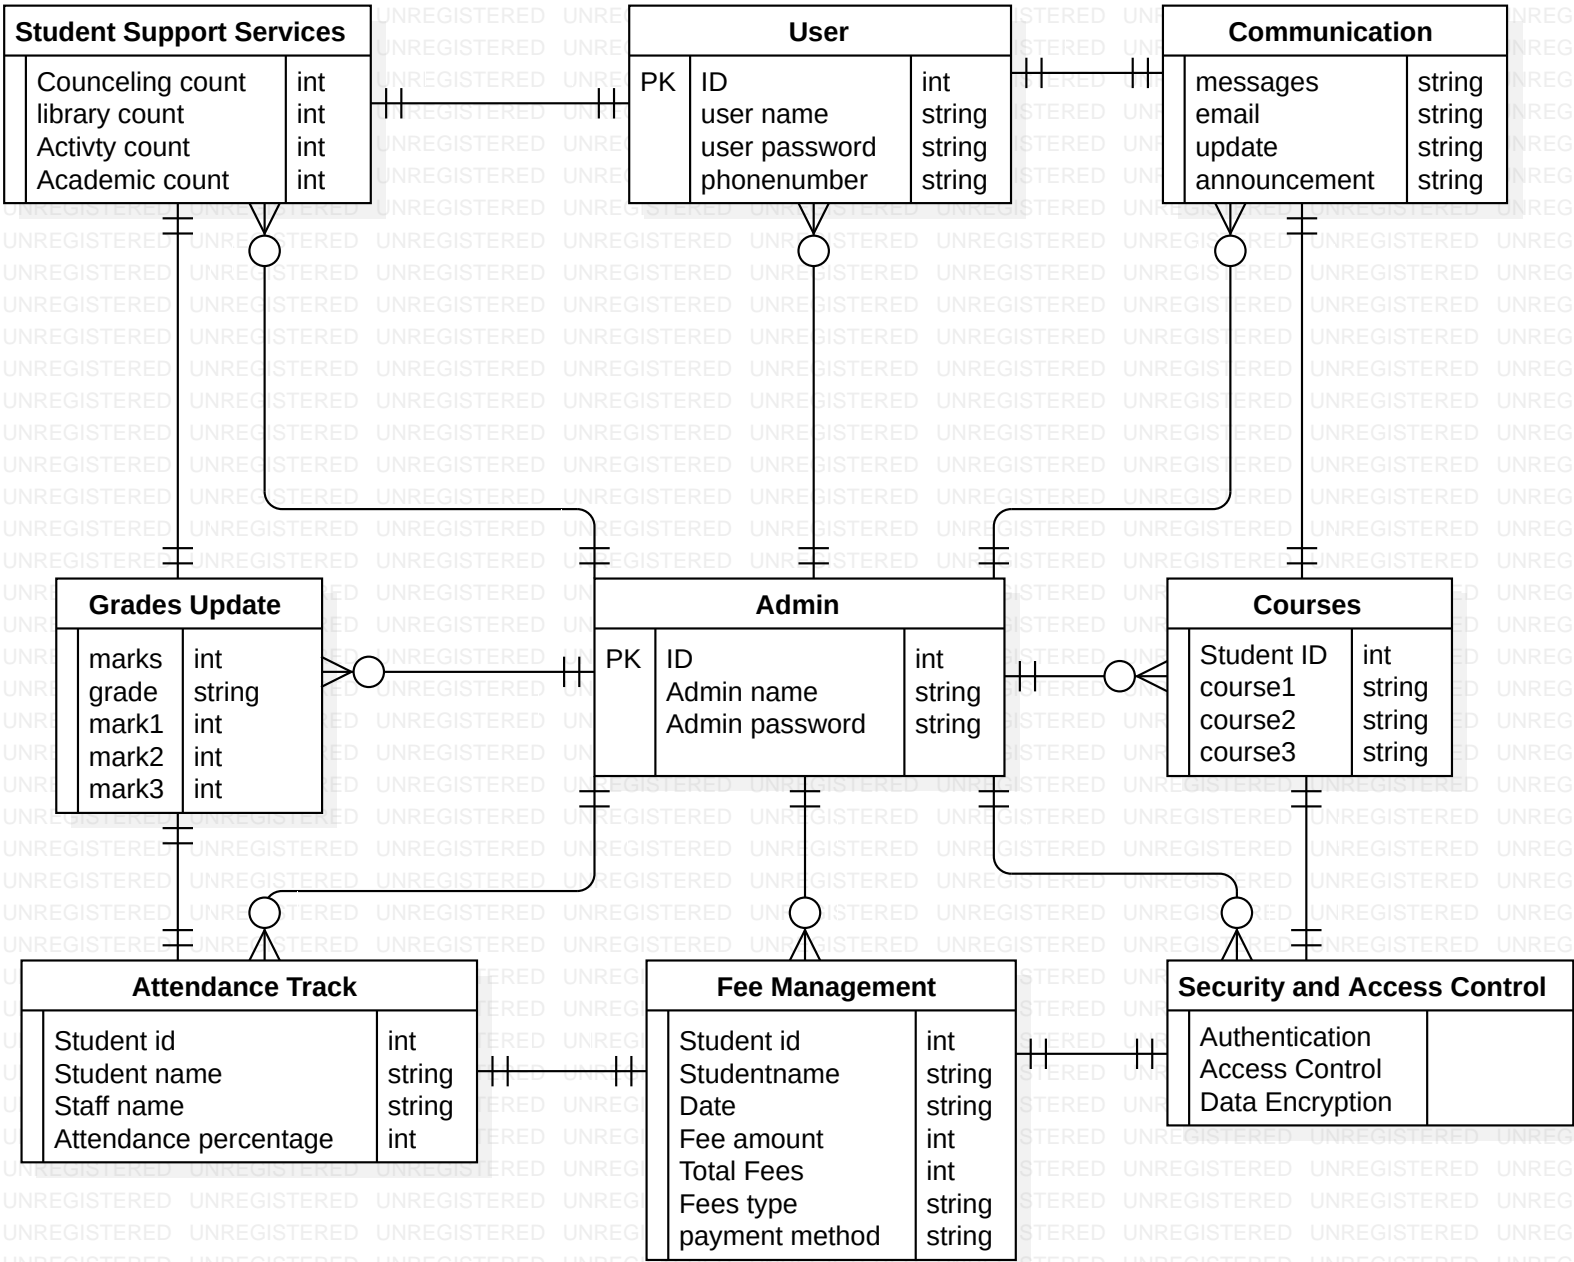 Student Support Services
Counceling count int
library count int
Activty count int
Academic count int
User
PK ID int
user name string
user password string
phonenumber string
Communication
messages string
email string
update string
announcement string
Grades Update
marks int
grade string
mark1 int
mark2 int
mark3 int
Admin
PK ID int
Admin name string
Admin password string
Courses
Student ID int
course1 string
course2 string
course3 string
Attendance Track
Student id int
Student name string
Staff name string
Attendance percentage int
Fee Management
Student id int
Studentname string
Date string
Fee amount int
Total Fees int
Fees type string
payment method string
Security and Access Control
Authentication
Access Control
Data Encryption
UNREGISTERED